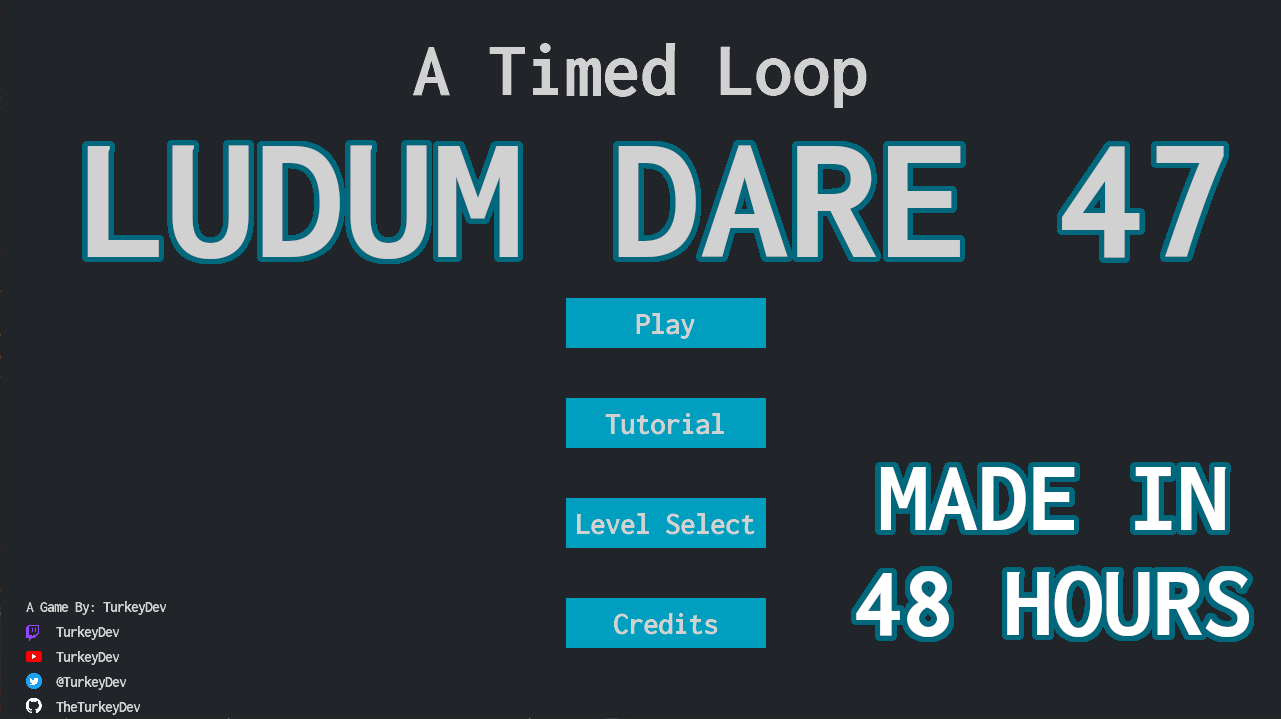 A Timed Loop
LUDUM DARE 47
Play
Tutorial
Level Select
Credits
MADE IN
48 HOURS
A Game By: TurkeyDev
TurkeyDev
TurkeyDev
@TurkeyDev
TheTurkeyDev